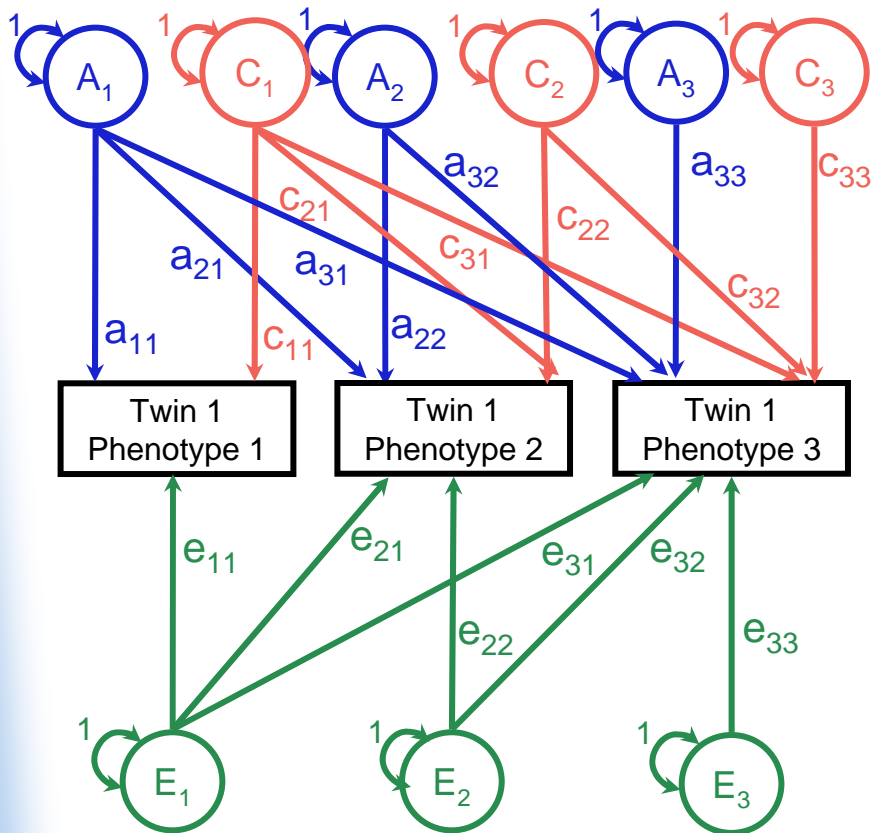 1 1 1 1 1 1
A₁ C₁ A₂ C₂ A₃ C₃
a₃₂ a₃₃ c₃₃
c₂₁ c₂₂
a₂₁ a₃₁ c₃₁ c₃₂
a₁₁ c₁₁ a₂₂
Twin 1
Phenotype 1
Twin 1
Phenotype 2
Twin 1
Phenotype 3
e₁₁ e₂₁ e₃₁ e₃₂
e₂₂ e₃₃
1 1 1
E₁ E₂ E₃